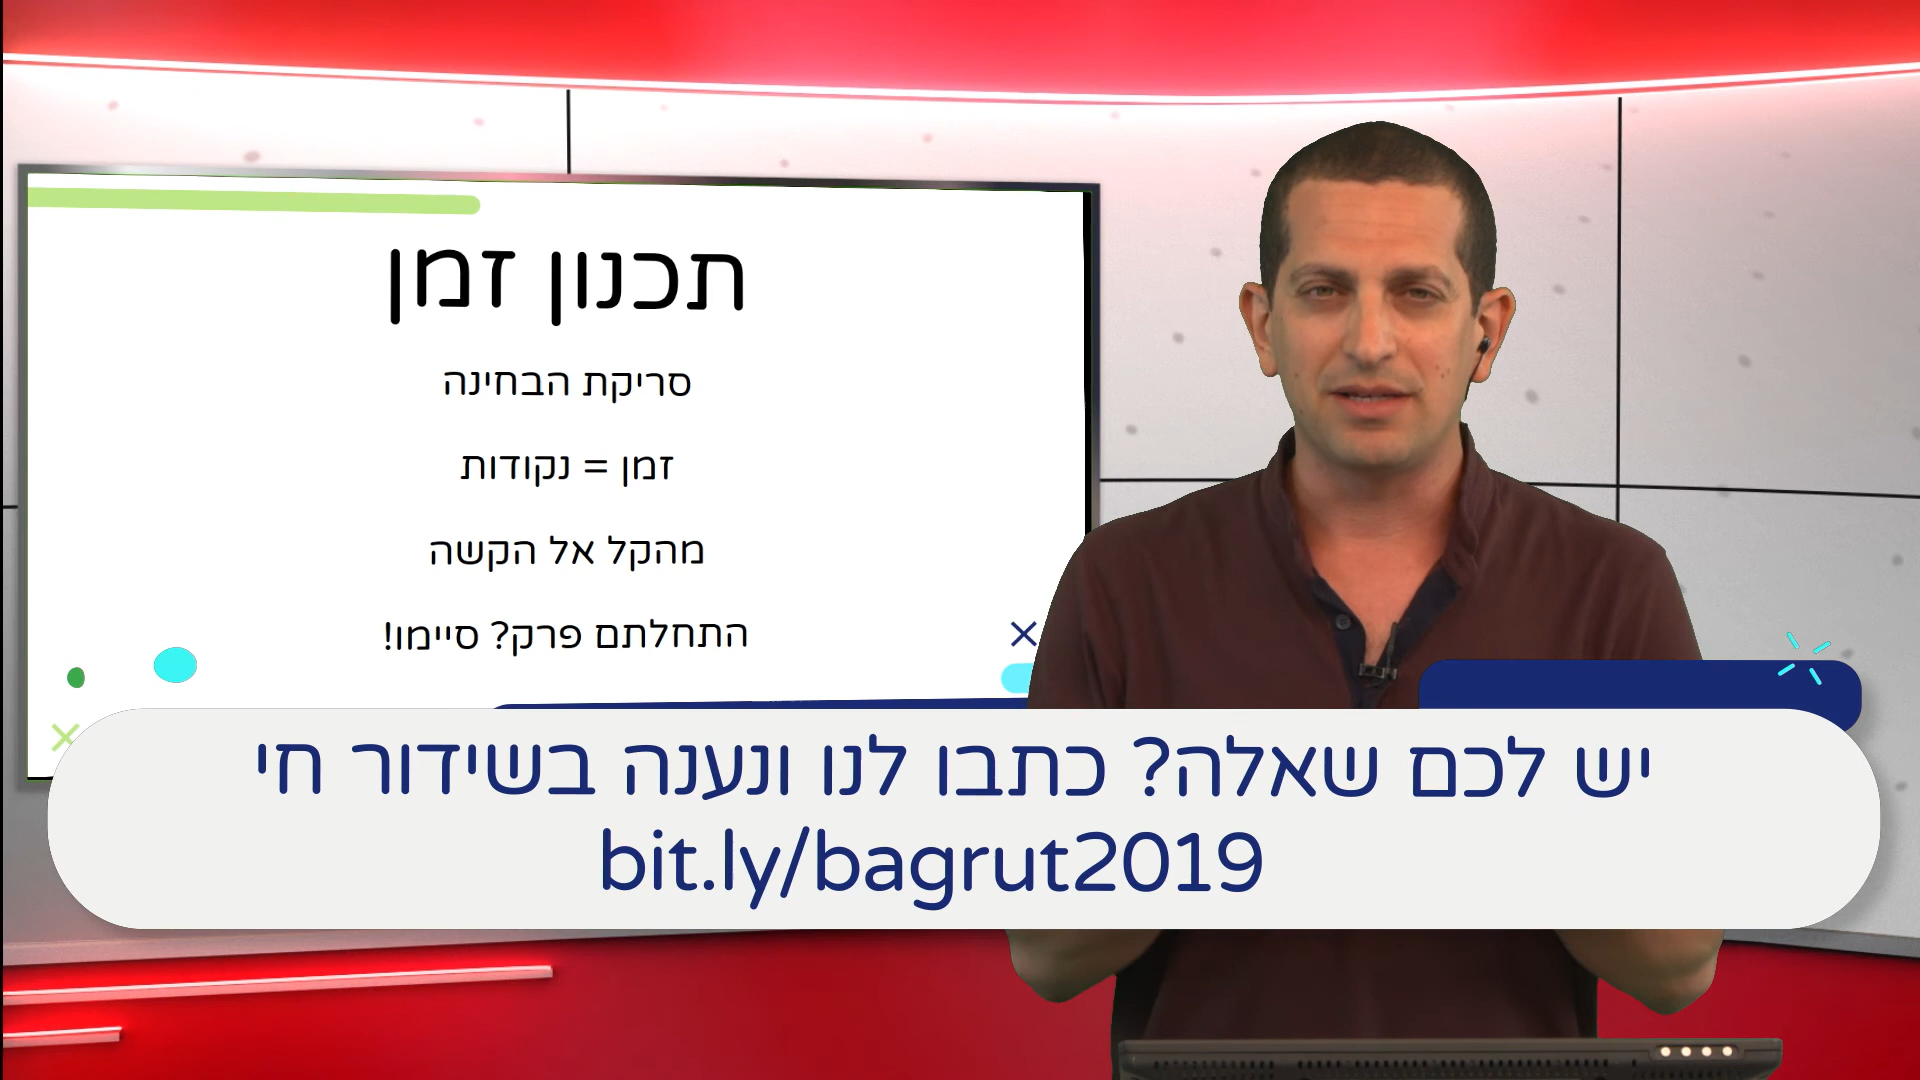 תכנון זמן
סריקת הבחינה
זמן = נקודות
מהקל אל הקשה
התחלתם פרק? סיימו!
יש לכם שאלה? כתבו לנו ונענה בשידור חי
bit.ly/bagrut2019